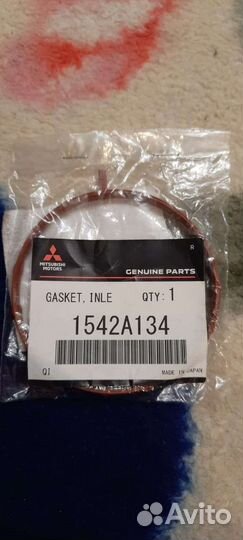 R
MITSUBISHI
MOTORS
GENUINE PARTS
GASKET, INLE QTY: 1
1542A134
QI
MADE IN JAPAN
Avito